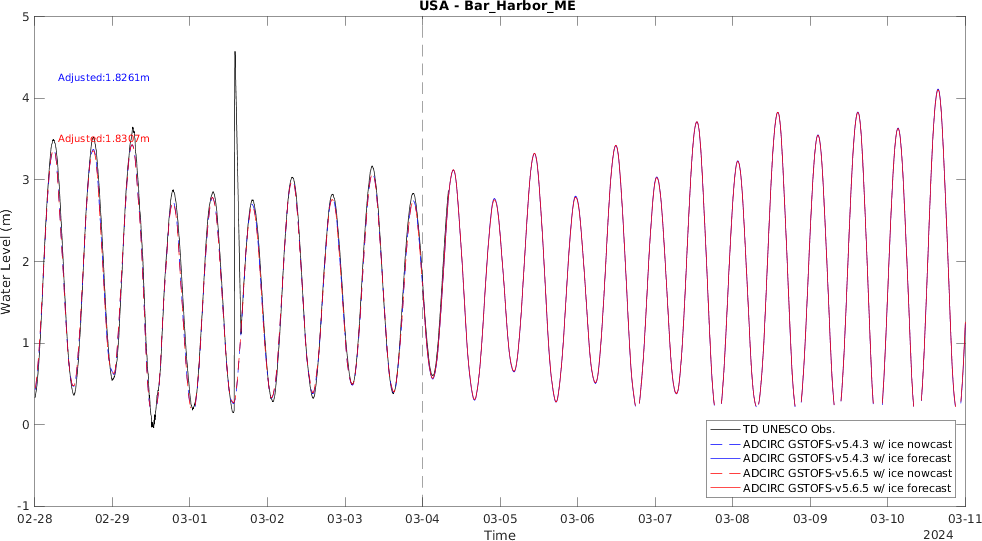 USA - Bar_Harbor_ME
5
4
3
2
1
0
-1
Water Level (m)
Adjusted:1.8261m
Adjusted:1.8307m
TD UNESCO Obs.
ADCIRC GSTOFS-v5.4.3 w/ ice nowcast
ADCIRC GSTOFS-v5.4.3 w/ ice forecast
ADCIRC GSTOFS-v5.6.5 w/ ice nowcast
ADCIRC GSTOFS-v5.6.5 w/ ice forecast
02-28 02-29 03-01 03-02 03-03 03-04 03-05 03-06 03-07 03-08 03-09 03-10 03-11
Time
2024